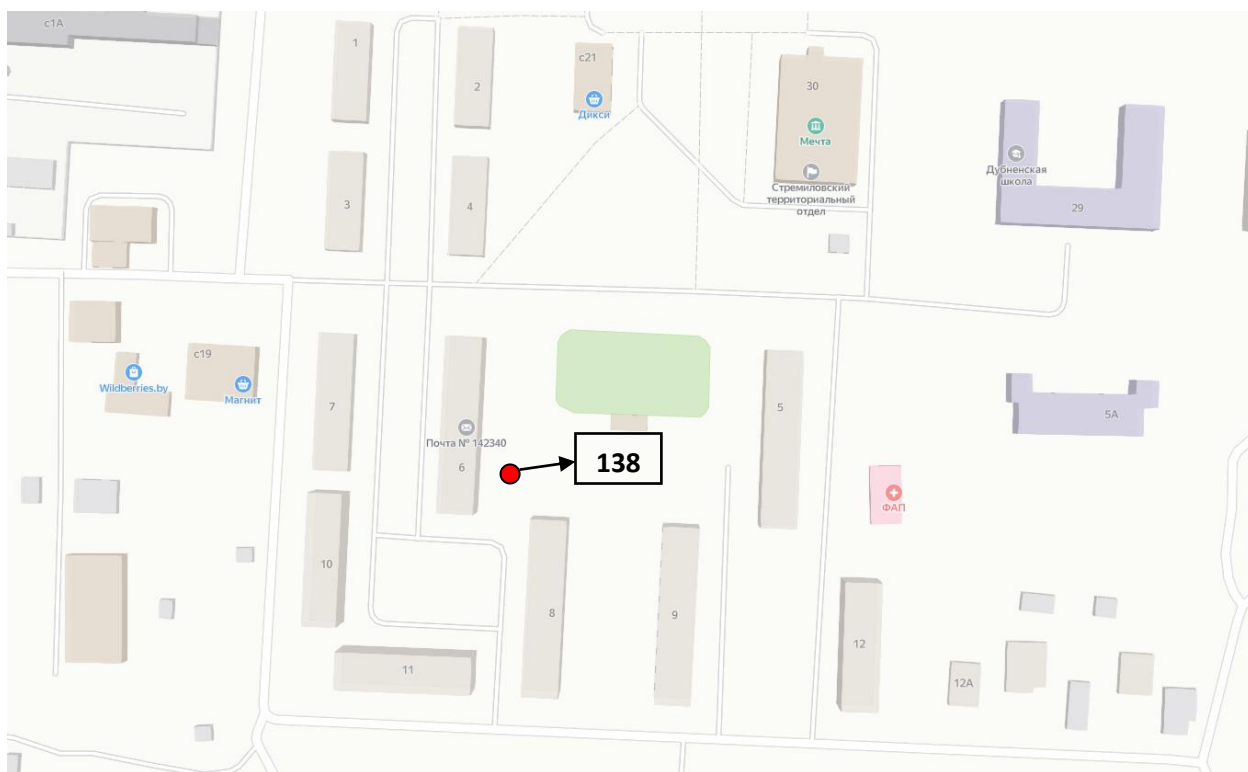 с1А
1
2
с21
Дикси
30
Мечта
Стремиловский
территориальный
отдел
Дубненская
школа
29
3
4
с19
Wildberries.by
Магнит
7
Почта № 142340
6
138
5
5А
ФАП
10
8
9
11
12
12А